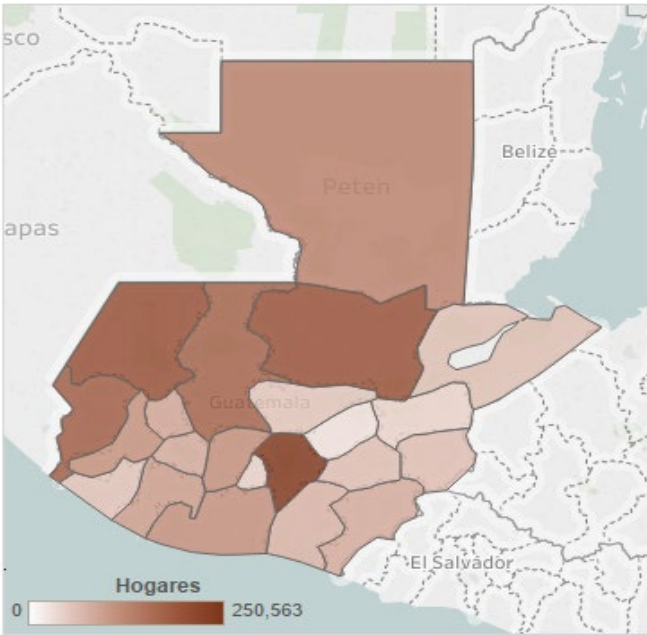 sco
Belize
Peten
apas
Guatemala
El Salvador
Hogares
0 250,563